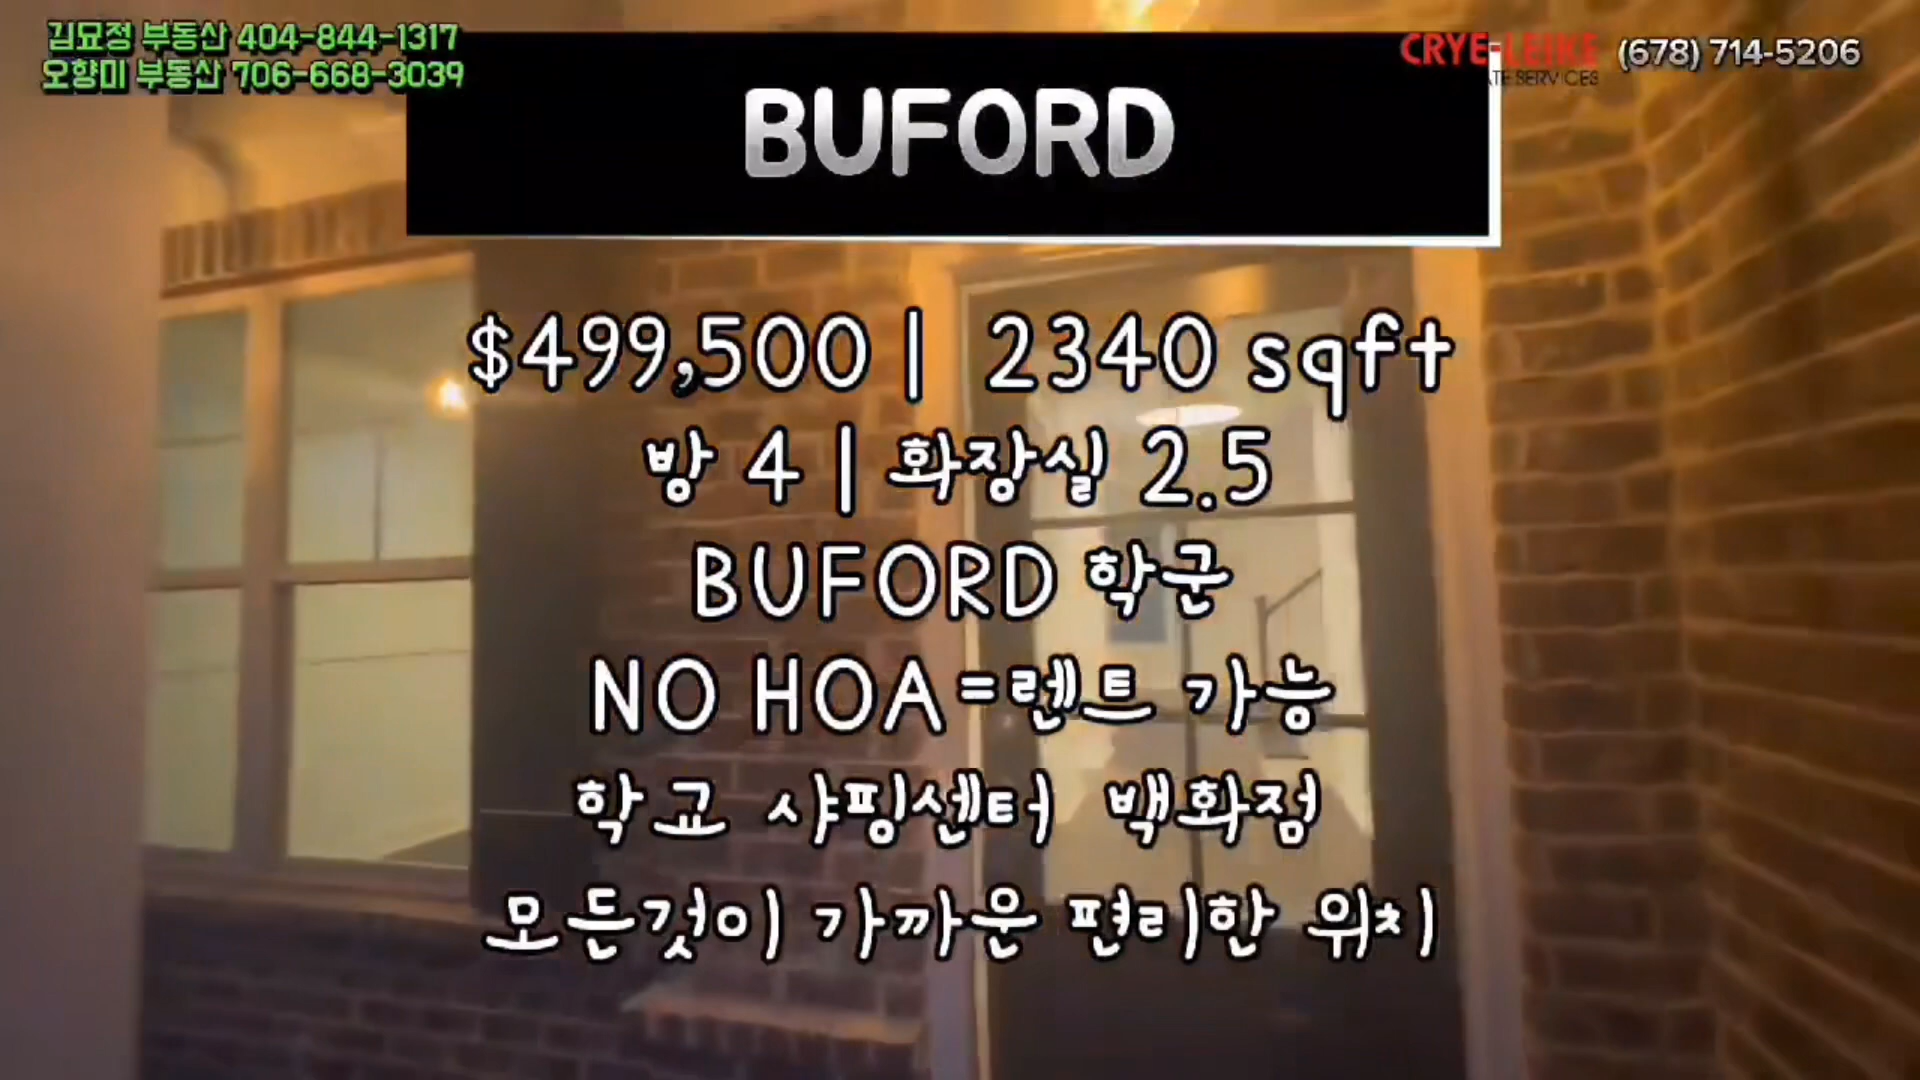 김묘정 부동산 404-844-1317
오향미 부동산 706-668-3039
CRYE-LEIKE (678) 714-5206
SERVICES
BUFORD
$499,500 | 2340 sqft
방 4 | 화장실 2.5
BUFORD 학군
NO HOA=렌트 가능
학교 샤핑센터 백화점
모든것이 가까운 편리한 위치